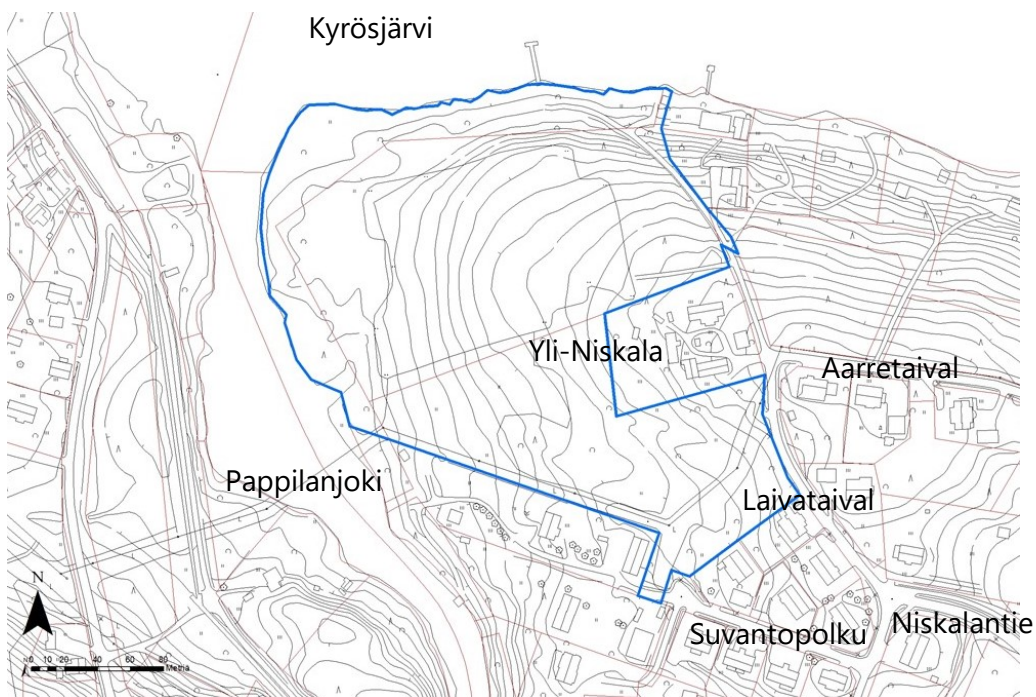 Kyrösjärvi
Yli-Niskala
Aarretaival
Pappilanjoki
Laivataival
Suvantopolku
Niskalantie
N
0 10 20 40 60 80
Metriä